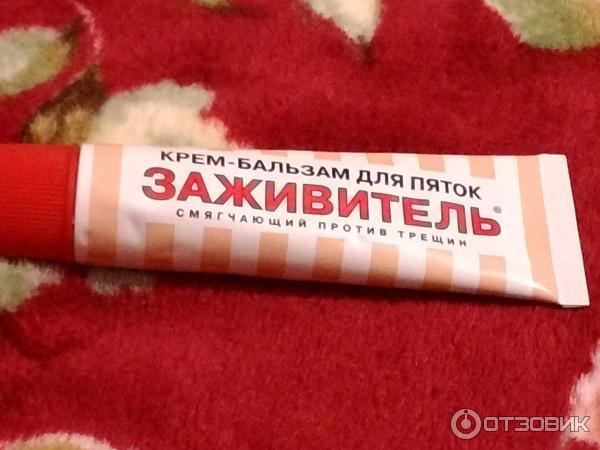 КРЕМ-БАЛЬЗАМ ДЛЯ ПЯТОК
ЗАЖИВИТЕЛЬ®
СМЯГЧАЮЩИЙ ПРОТИВ ТРЕЩИН
ОТЗОВИК